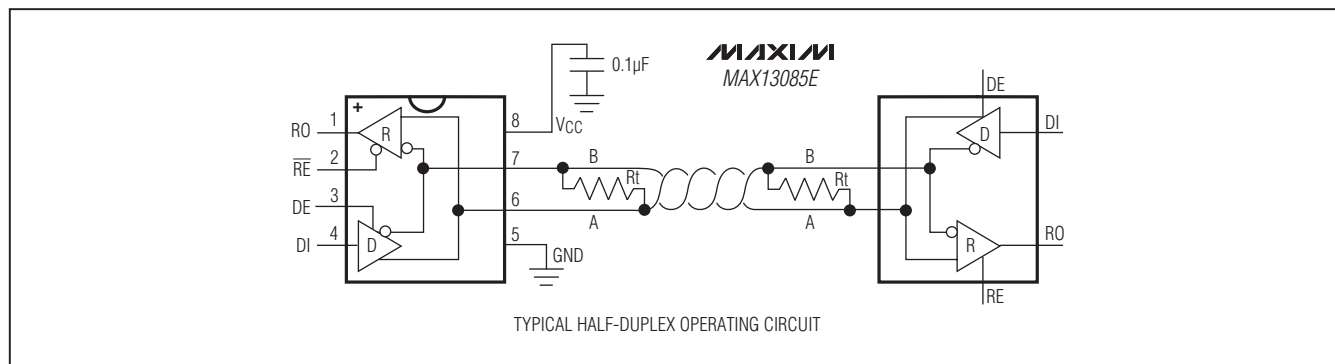 MAXIM
MAX13085E
0.1µF
+
1
RO
R
2
R̅E̅
3
DE
4
DI
D
8
VCC
7
B
Rt
6
A
5
GND
B
Rt
A
DE
D
DI
R
RO
RE
TYPICAL HALF-DUPLEX OPERATING CIRCUIT